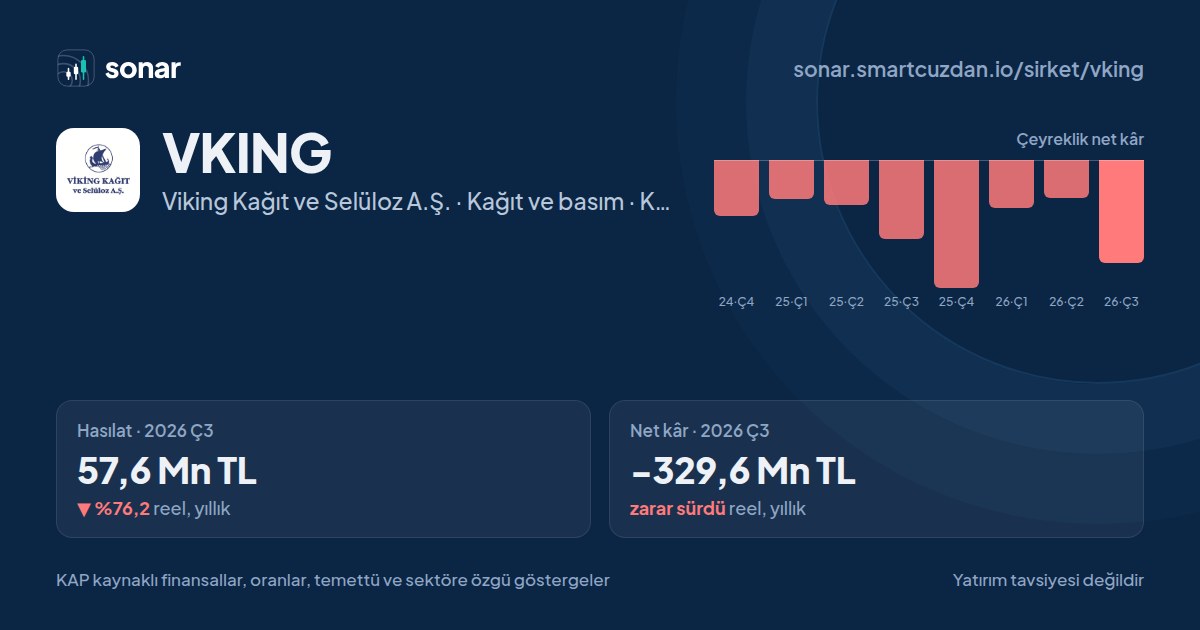 sonar
sonar.smartcuzdan.io/sirket/vking
VİKİNG KAĞIT
ve Selüloz A.Ş.
VKING
Viking Kağıt ve Selüloz A.Ş. · Kağıt ve basım · K...
Çeyreklik net kâr
24·Ç4 25·Ç1 25·Ç2 25·Ç3 25·Ç4 26·Ç1 26·Ç2 26·Ç3
Hasılat · 2026 Ç3
57,6 Mn TL
▼ %76,2 reel, yıllık
Net kâr · 2026 Ç3
−329,6 Mn TL
zarar sürdü reel, yıllık
KAP kaynaklı finansallar, oranlar, temettü ve sektöre özgü göstergeler
Yatırım tavsiyesi değildir